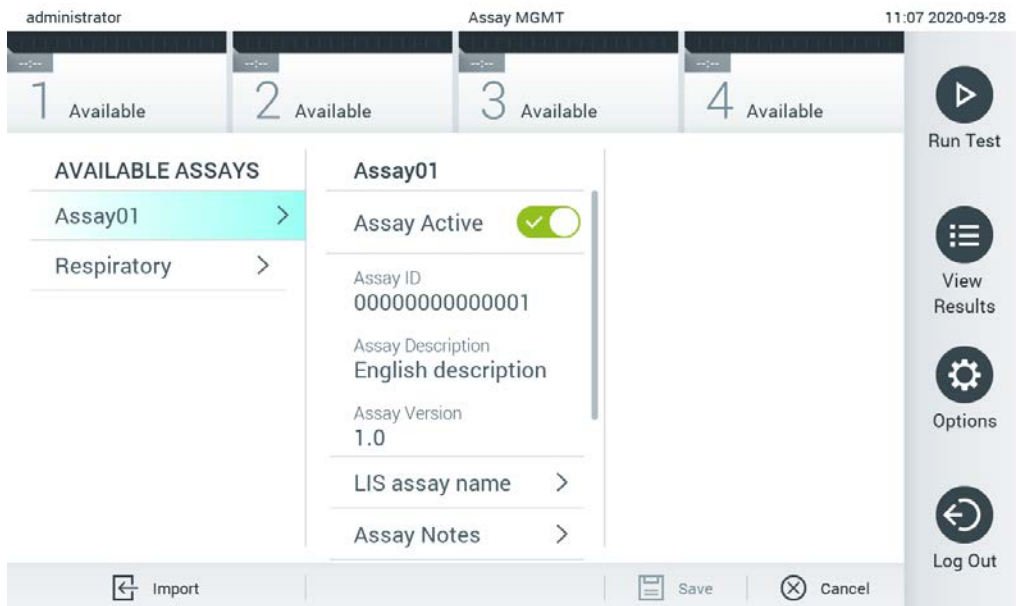 administrator
Assay MGMT
11:07 2020-09-28
--:--
1 Available
--:--
2 Available
--:--
3 Available
--:--
4 Available
AVAILABLE ASSAYS
Assay01
Respiratory
Assay01
Assay Active
Assay ID
00000000000001
Assay Description
English description
Assay Version
1.0
LIS assay name
Assay Notes
Run Test
View
Results
Options
Log Out
Import
Save
Cancel